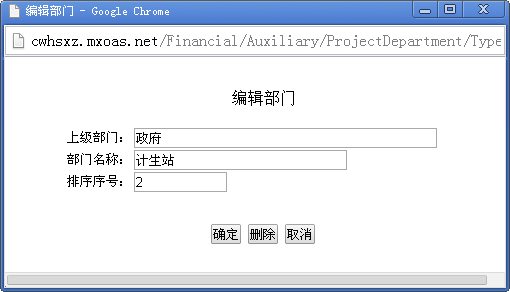 编辑部门 - Google Chrome
cwhsxz.mxoas.net/Financial/Auxiliary/ProjectDepartment/Type
编辑部门
上级部门： 政府
部门名称： 计生站
排序序号： 2
确定 删除 取消